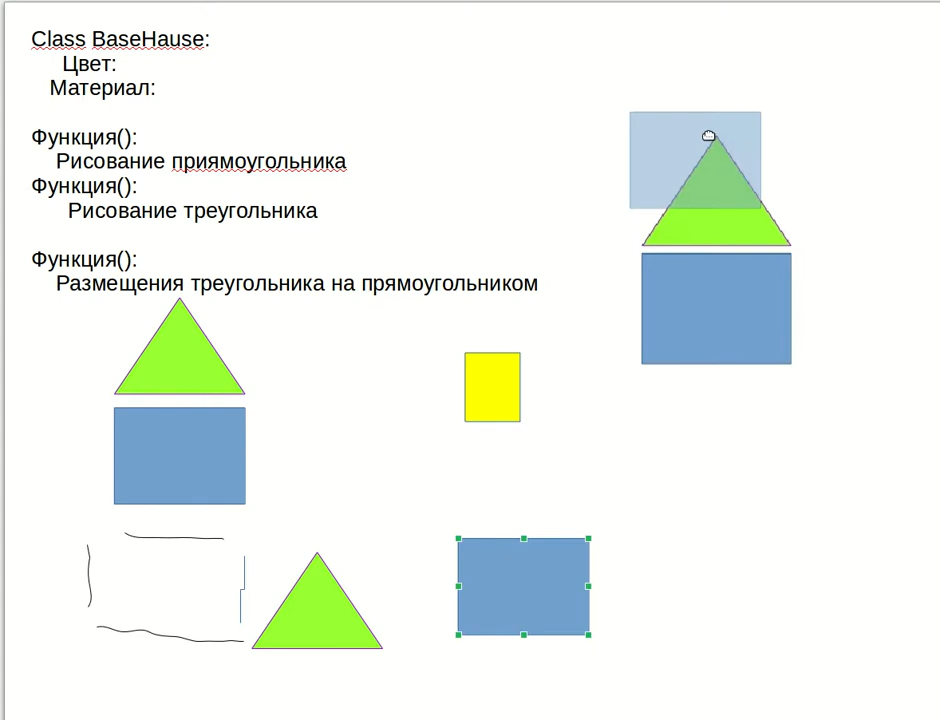 Class BaseHause:
Цвет:
Материал:
Функция():
Рисование приямоугольника
Функция():
Рисование треугольника
Функция():
Размещения треугольника на прямоугольником